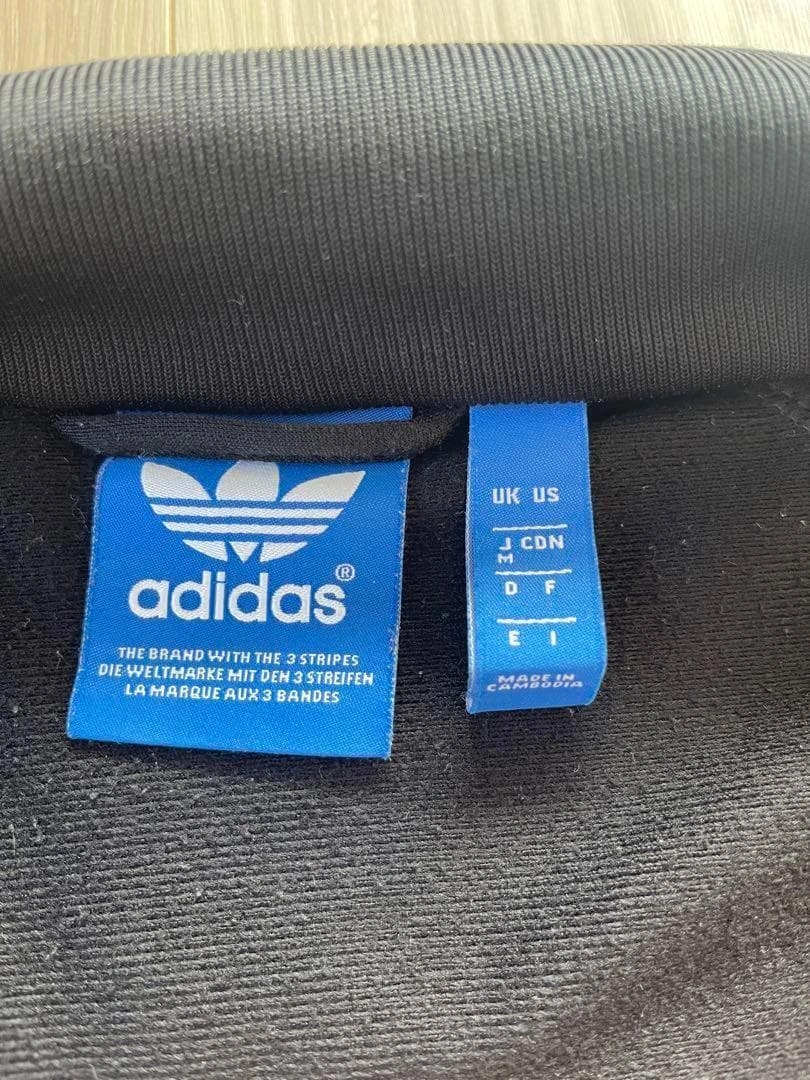 adidas®
THE BRAND WITH THE 3 STRIPES
DIE WELTMARKE MIT DEN 3 STREIFEN
LA MARQUE AUX 3 BANDES
UK US
J CDN
M
D F
E I
MADE IN
CAMBODIA